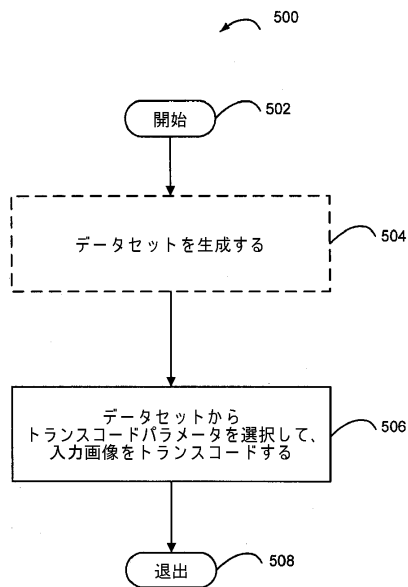 500
開始
502
データセットを生成する
504
データセットから
トランスコードパラメータを選択して、
入力画像をトランスコードする
506
退出
508